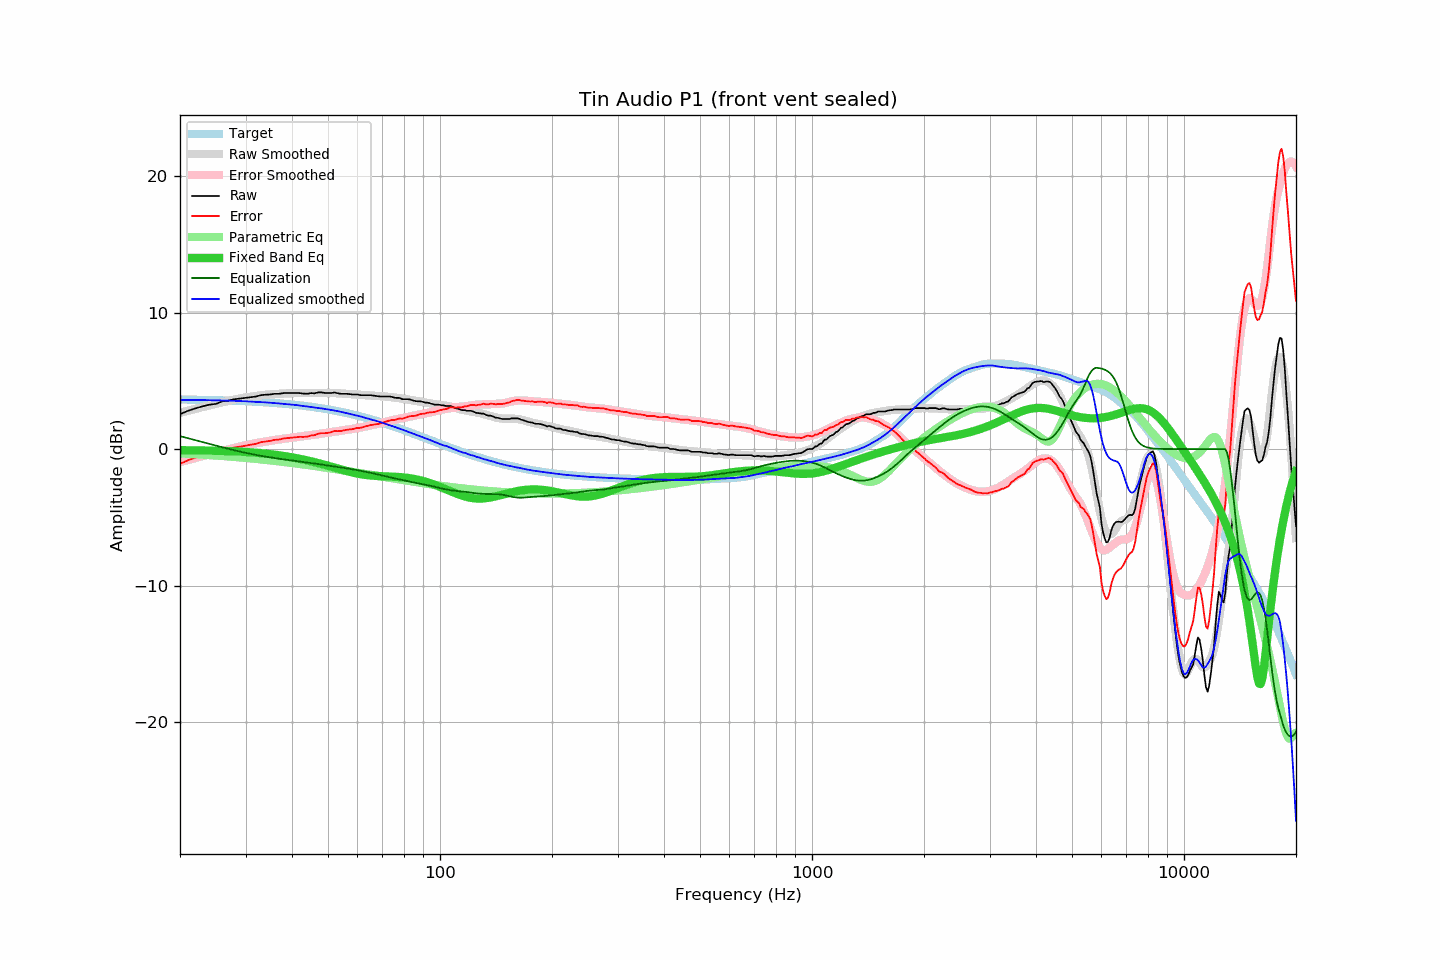 Tin Audio P1 (front vent sealed)
Target
Raw Smoothed
Error Smoothed
Raw
Error
Parametric Eq
Fixed Band Eq
Equalization
Equalized smoothed
20
10
0
−10
−20
Amplitude (dBr)
100
1000
10000
Frequency (Hz)